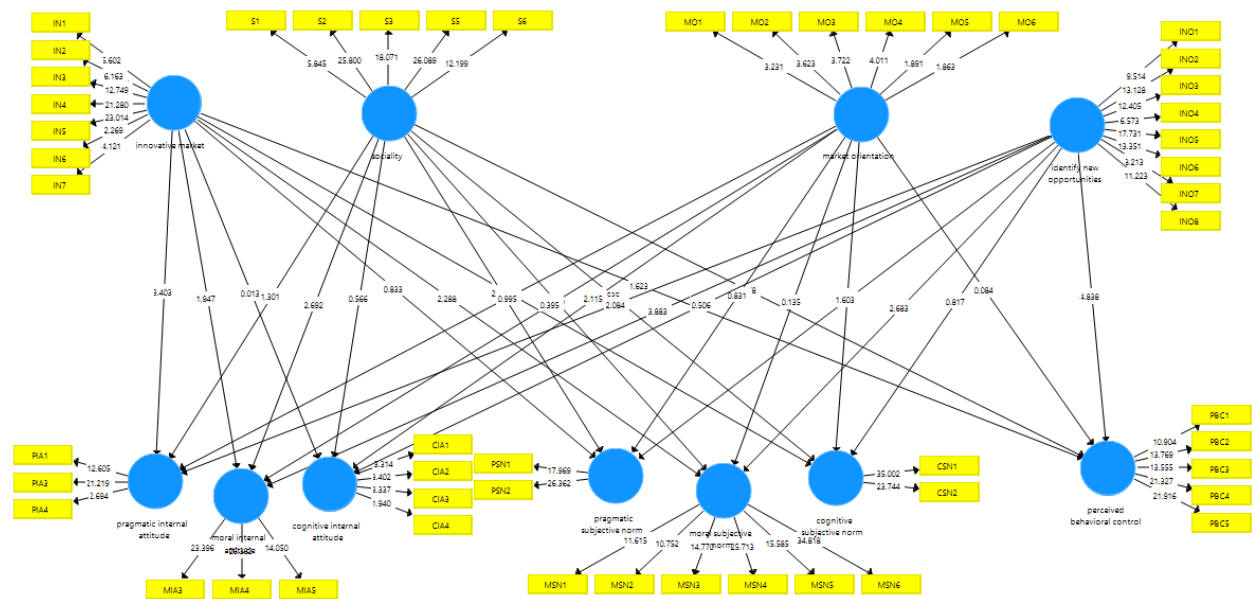 IN1
IN2
IN3
IN4
IN5
IN6
IN7
6.163
12.749
21.280
23.014
2.269
innovative market
S1
S2
S3
S5
S6
5.845
25.800
18.071
26.089
12.199
sociality
MO1
MO2
MO3
MO4
MO5
MO6
3.231
3.623
3.722
4.011
1.891
1.863
market orientation
INO1
INO2
INO3
INO4
INO5
INO6
INO7
INO8
9.514
13.128
12.405
6.573
17.731
13.351
3.213
11.223
identify new
opportunities
3.403
1.947
0.013
1.301
2.692
0.566
0.833
2.288
0.995
0.395
2.115
2.084
1.623
3.883
0.506
0.831
0.135
1.603
2.683
0.817
0.084
4.838
PIA1
PIA3
PIA4
12.605
21.219
2.694
pragmatic internal
attitude
23.396
14.050
moral internal
MIA3
MIA4
MIA5
CIA1
CIA2
CIA3
CIA4
3.314
3.402
3.337
1.940
cognitive internal
attitude
PSN1
PSN2
17.969
26.362
pragmatic
subjective norm
11.615
10.752
14.770
15.585
34.818
moral subjective
norm
MSN1
MSN2
MSN3
MSN4
MSN5
MSN6
35.002
23.744
CSN1
CSN2
cognitive
subjective norm
PBC1
PBC2
PBC3
PBC4
PBC5
10.904
13.769
13.555
21.327
21.916
perceived
behavioral control